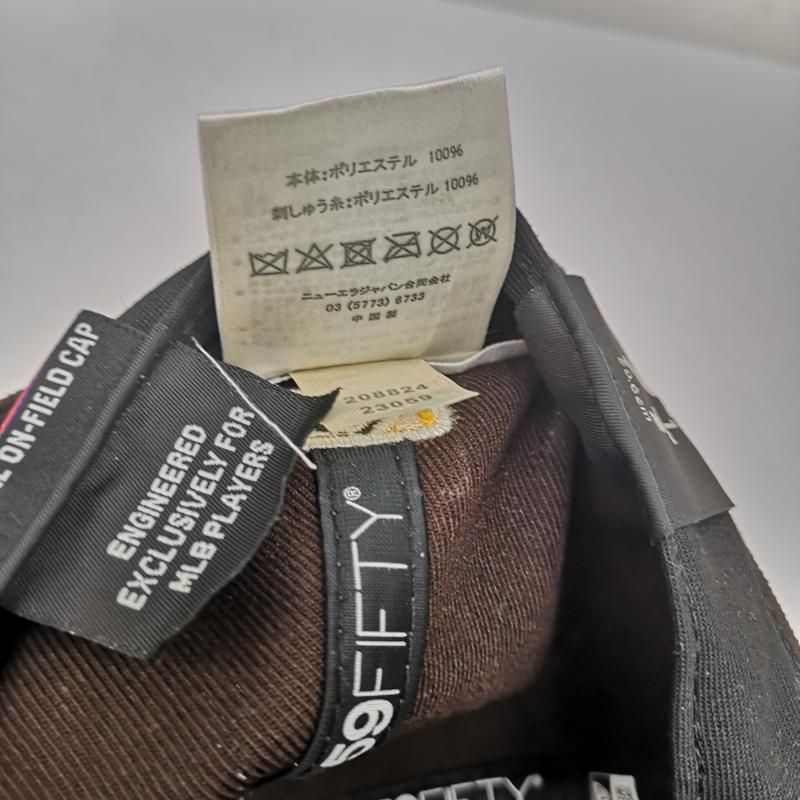 本体:ポリエステル 100%
刺しゅう糸:ポリエステル 100%
W
ニューエラジャパン合同会社
03 (5773) 6733
中国製
208824
23059
ON-FIELD CAP
ENGINEERED
EXCLUSIVELY FOR
MLB PLAYERS
59FIFTY®